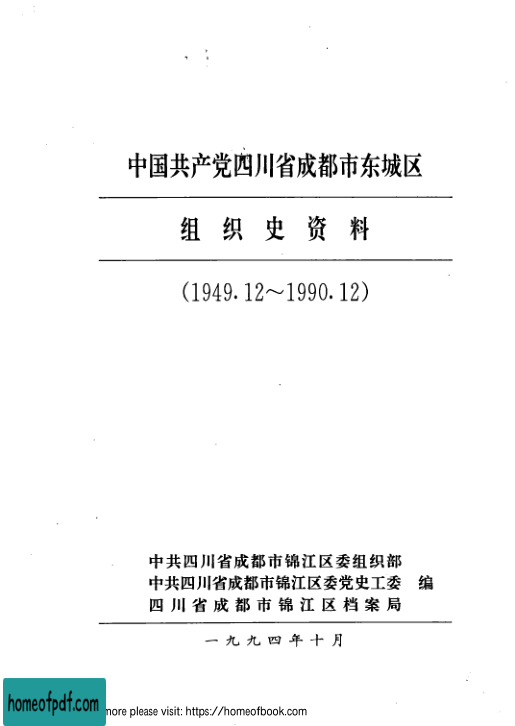 中国共产党四川省成都市东城区
组织史资料
(1949.12～1990.12)
中共四川省成都市锦江区委组织部
中共四川省成都市锦江区委党史工委 编
四川省成都市锦江区档案局
一九九四年十月
homeofpdf.com
more please visit: https://homeofbook.com